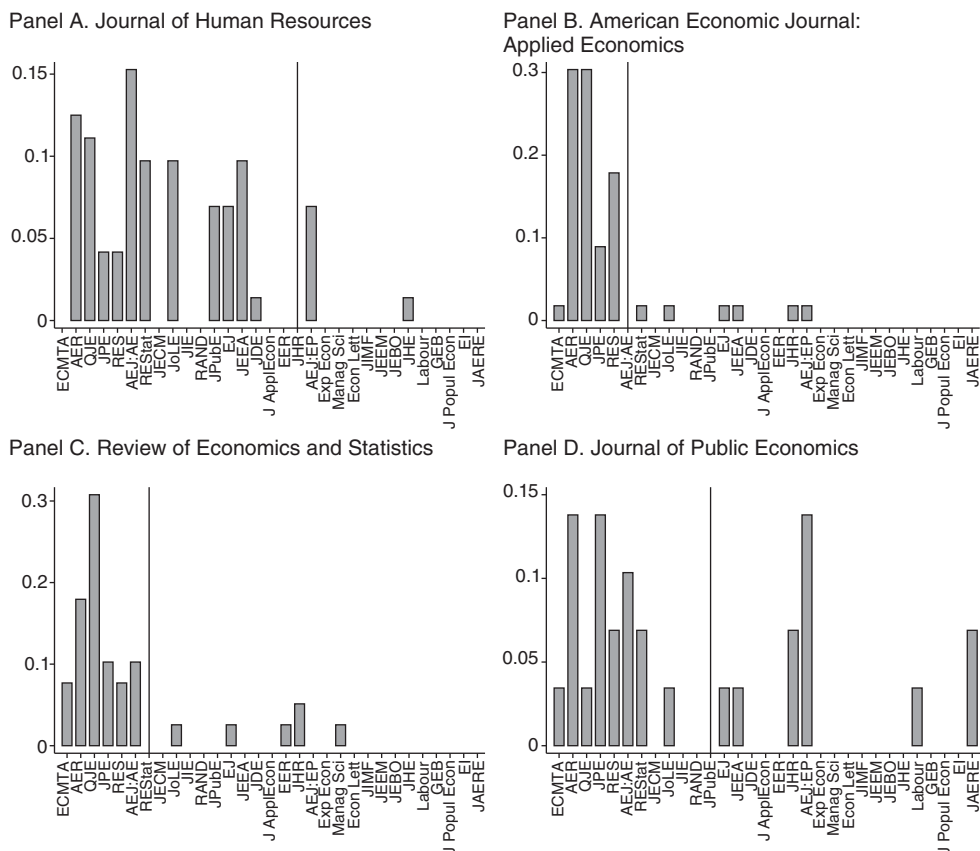 Panel A. Journal of Human Resources
0.15
0.1
0.05
0
ECMTA
AER
QJE
JPE
RES
AEJ:AE
REStat
JECM
JoLE
JIE
RAND
JPubE
EJ
JEEA
JDE
J ApplEcon
EER
JHR
AEJ:EP
Exp Econ
Manag Sci
Econ Lett
JIMF
JEEM
JEBO
JHE
Labour
GEB
J Popul Econ
EI
JAERE
Panel B. American Economic Journal:
Applied Economics
0.3
0.2
0.1
0
ECMTA
AER
QJE
JPE
RES
AEJ:AE
REStat
JECM
JoLE
JIE
RAND
JPubE
EJ
JEEA
JDE
J ApplEcon
EER
JHR
AEJ:EP
Exp Econ
Manag Sci
Econ Lett
JIMF
JEEM
JEBO
JHE
Labour
GEB
J Popul Econ
EI
JAERE
Panel C. Review of Economics and Statistics
0.3
0.2
0.1
0
ECMTA
AER
QJE
JPE
RES
AEJ:AE
REStat
JECM
JoLE
JIE
RAND
JPubE
EJ
JEEA
JDE
J ApplEcon
EER
JHR
AEJ:EP
Exp Econ
Manag Sci
Econ Lett
JIMF
JEEM
JEBO
JHE
Labour
GEB
J Popul Econ
EI
JAERE
Panel D. Journal of Public Economics
0.15
0.1
0.05
0
ECMTA
AER
QJE
JPE
RES
AEJ:AE
REStat
JECM
JoLE
JIE
RAND
JPubE
EJ
JEEA
JDE
J ApplEcon
EER
JHR
AEJ:EP
Exp Econ
Manag Sci
Econ Lett
JIMF
JEEM
JEBO
JHE
Labour
GEB
J Popul Econ
EI
JAERE